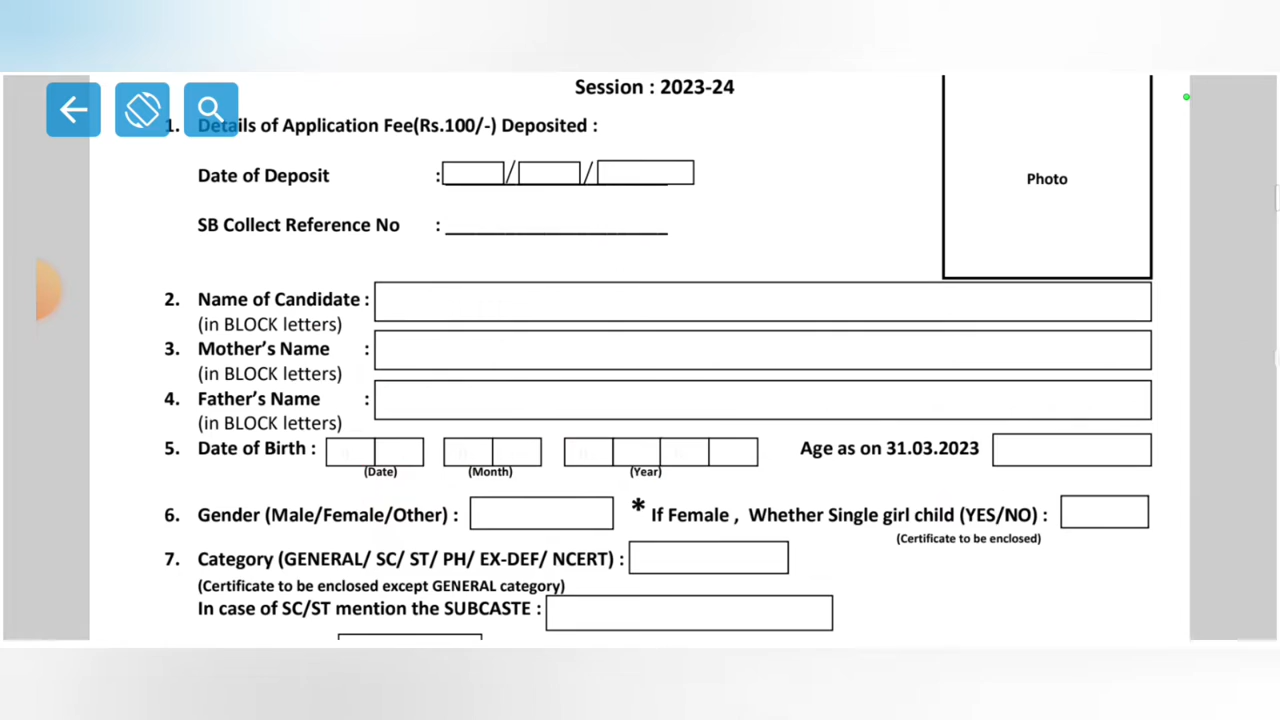 Session : 2023-24
1. Details of Application Fee(Rs.100/-) Deposited :
Date of Deposit : / /
Photo
SB Collect Reference No :
2. Name of Candidate :
(in BLOCK letters)
3. Mother's Name :
(in BLOCK letters)
4. Father's Name :
(in BLOCK letters)
5. Date of Birth : Age as on 31.03.2023
(Date) (Month) (Year)
6. Gender (Male/Female/Other) : * If Female , Whether Single girl child (YES/NO) :
(Certificate to be enclosed)
7. Category (GENERAL/ SC/ ST/ PH/ EX-DEF/ NCERT) :
(Certificate to be enclosed except GENERAL category)
In case of SC/ST mention the SUBCASTE :